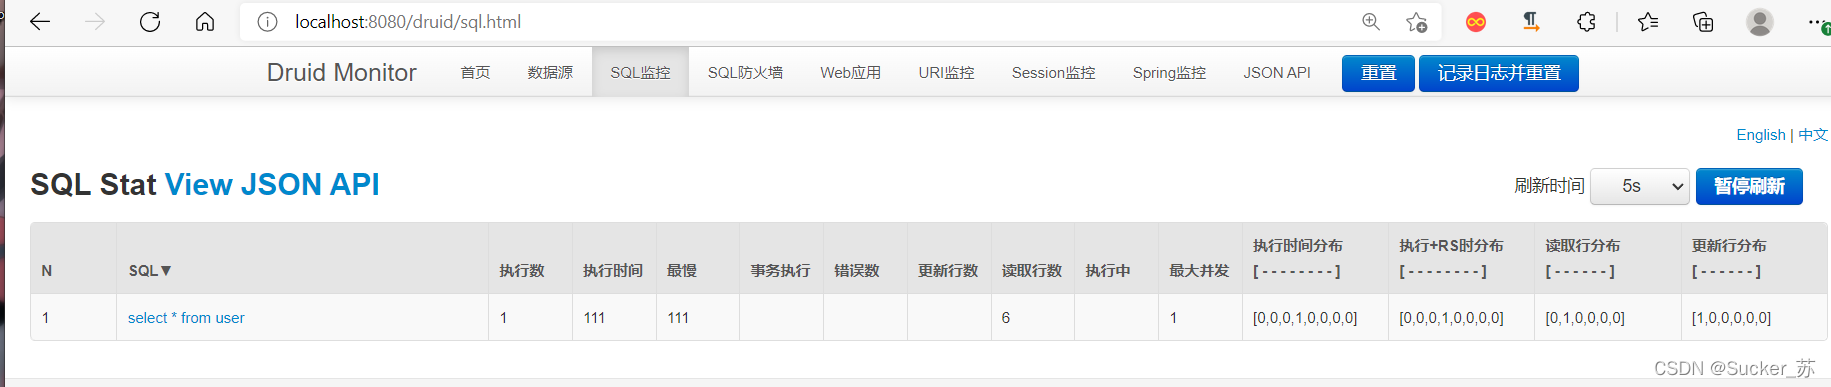 localhost:8080/druid/sql.html
Druid Monitor 首页 数据源 SQL监控 SQL防火墙 Web应用 URI监控 Session监控 Spring监控 JSON API 重置 记录日志并重置
English | 中文
SQL Stat View JSON API 刷新时间 5s 暂停刷新
N SQL▼ 执行数 执行时间 最慢 事务执行 错误数 更新行数 读取行数 执行中 最大并发 执行时间分布 [ - - - - - - - - ] 执行+RS时分布 [ - - - - - - - - ] 读取行分布 [ - - - - - - ] 更新行分布 [ - - - - - - ]
1 select * from user 1 111 111 6 1 [0,0,0,1,0,0,0,0] [0,0,0,1,0,0,0,0] [0,1,0,0,0,0] [1,0,0,0,0,0]
CSDN @Sucker_苏